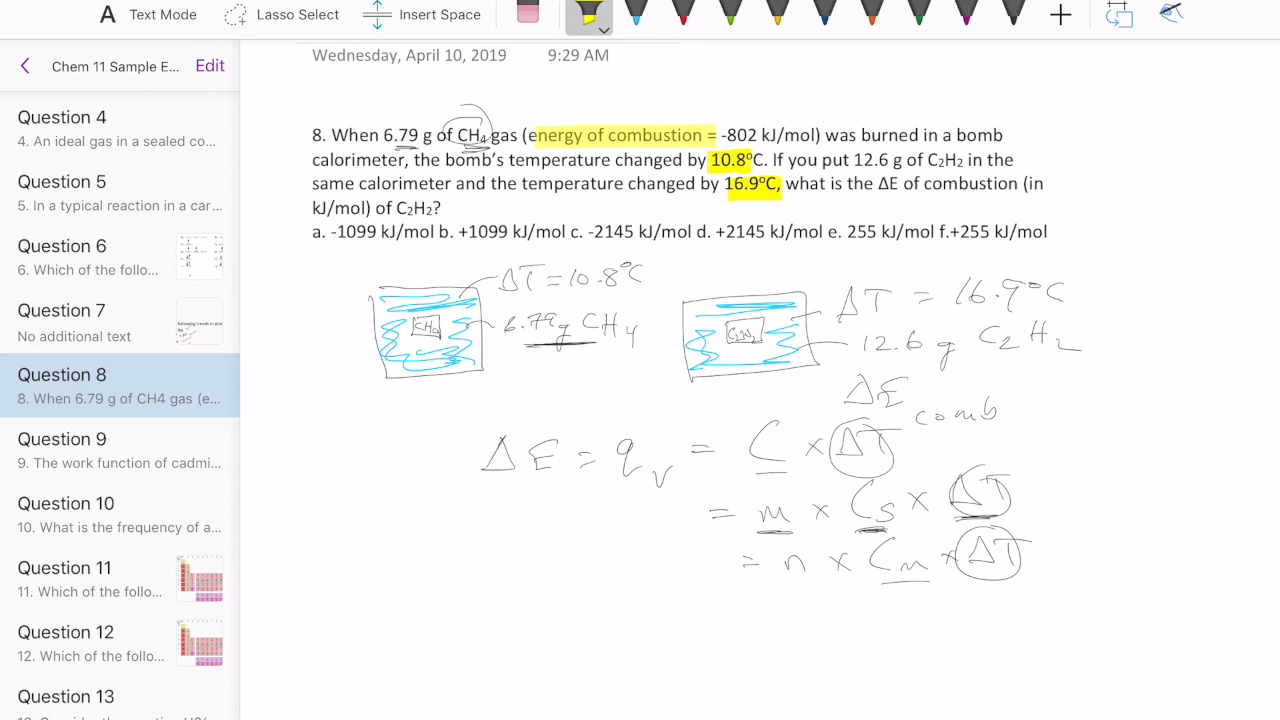 A Text Mode
Lasso Select
Insert Space
Chem 11 Sample E...
Edit
Question 4
4. An ideal gas in a sealed co...
Question 5
5. In a typical reaction in a car...
Question 6
6. Which of the follo...
Question 7
No additional text
Question 8
8. When 6.79 g of CH4 gas (e...
Question 9
9. The work function of cadmi...
Question 10
10. What is the frequency of a...
Question 11
11. Which of the follo...
Question 12
12. Which of the follo...
Question 13
Wednesday, April 10, 2019 9:29 AM
8. When 6.79 g of CH₄ gas (energy of combustion = -802 kJ/mol) was burned in a bomb
calorimeter, the bomb's temperature changed by 10.8°C. If you put 12.6 g of C₂H₂ in the
same calorimeter and the temperature changed by 16.9°C, what is the ΔE of combustion (in
kJ/mol) of C₂H₂?
a. -1099 kJ/mol b. +1099 kJ/mol c. -2145 kJ/mol d. +2145 kJ/mol e. 255 kJ/mol f.+255 kJ/mol
ΔT = 10.8°C
6.79g CH₄
CH₄
ΔT = 16.9°C
12.6 g C₂H₂
C₂H₂
ΔE comb
ΔE = qᵥ = C × ΔT
= m × Cs × ΔT
= n × Cm × ΔT